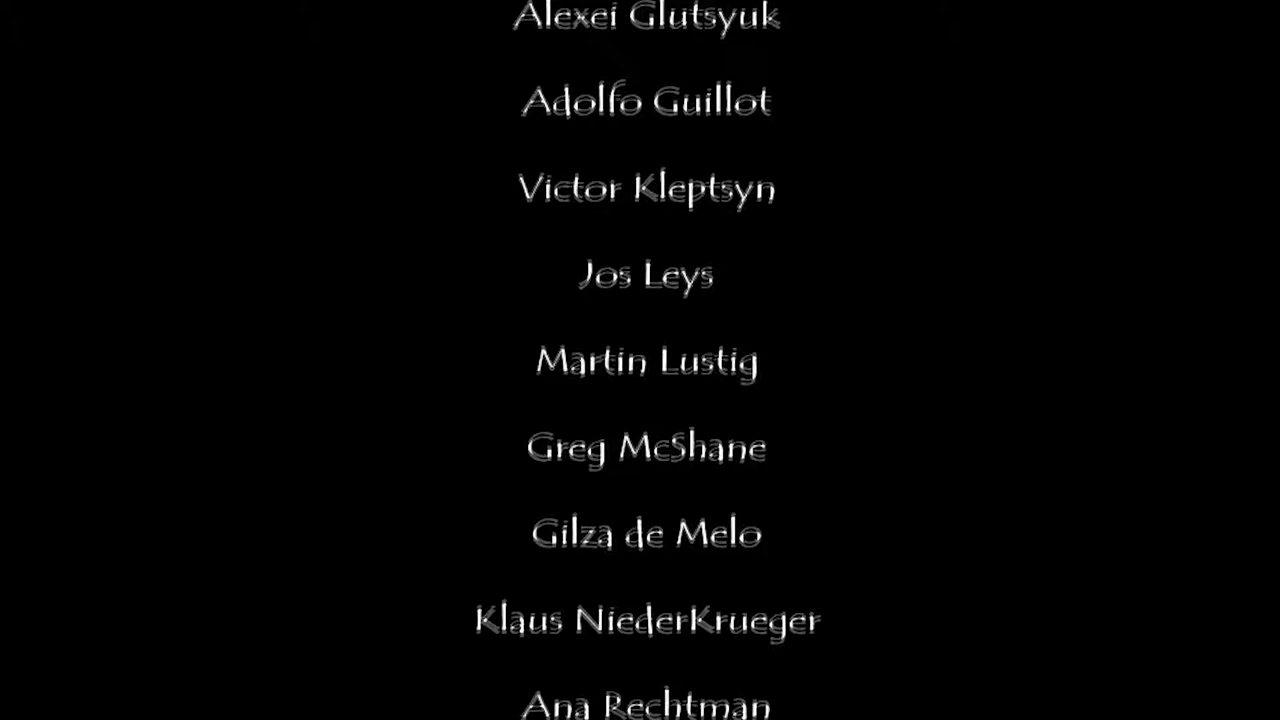 Alexei Glutsyuk
Adolfo Guillot
Victor Kleptsyn
Jos Leys
Martin Lustig
Greg McShane
Gilza de Melo
Klaus NiederKrueger
Ana Rechtman